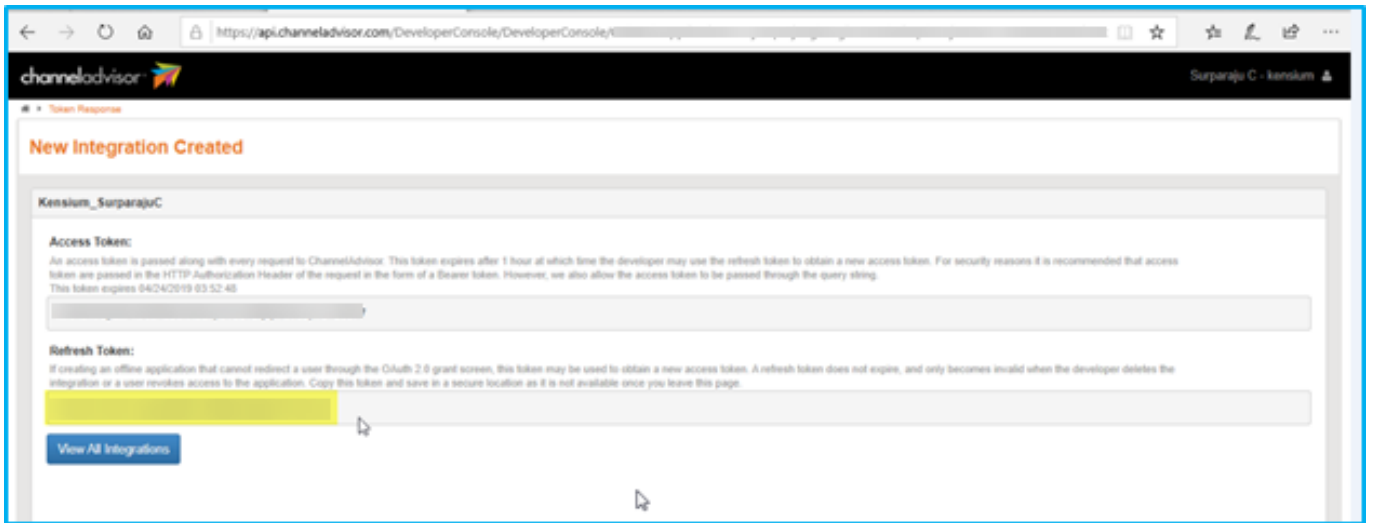 https://api.channeladvisor.com/DeveloperConsole/DeveloperConsole/
channeladvisor
Surparaju C - kensium
Token Response
New Integration Created
Kensium_SurparajuC
Access Token:
An access token is passed along with every request to ChannelAdvisor. This token expires after 1 hour at which time the developer may use the refresh token to obtain a new access token. For security reasons it is recommended that access
token are passed in the HTTP Authorization Header of the request in the form of a Bearer token. However, we also allow the access token to be passed through the query string.
This token expires 04/24/2019 03:52:48
Refresh Token:
If creating an offline application that cannot redirect a user through the OAuth 2.0 grant screen, this token may be used to obtain a new access token. A refresh token does not expire, and only becomes invalid when the developer deletes the
integration or a user revokes access to the application. Copy this token and save in a secure location as it is not available once you leave this page.
View All Integrations